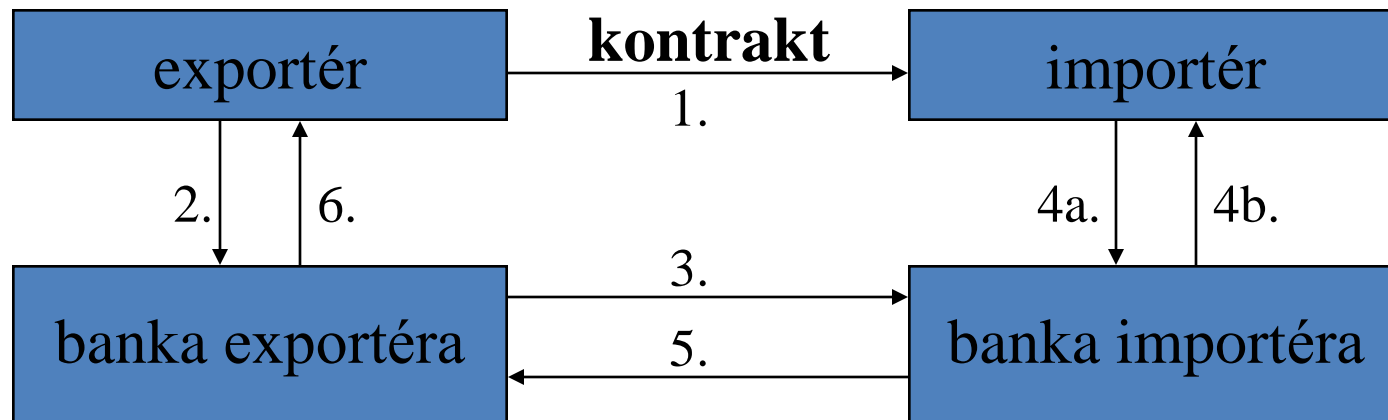 exportér
kontrakt
importér
1.
2.
6.
4a.
4b.
3.
banka exportéra
5.
banka importéra